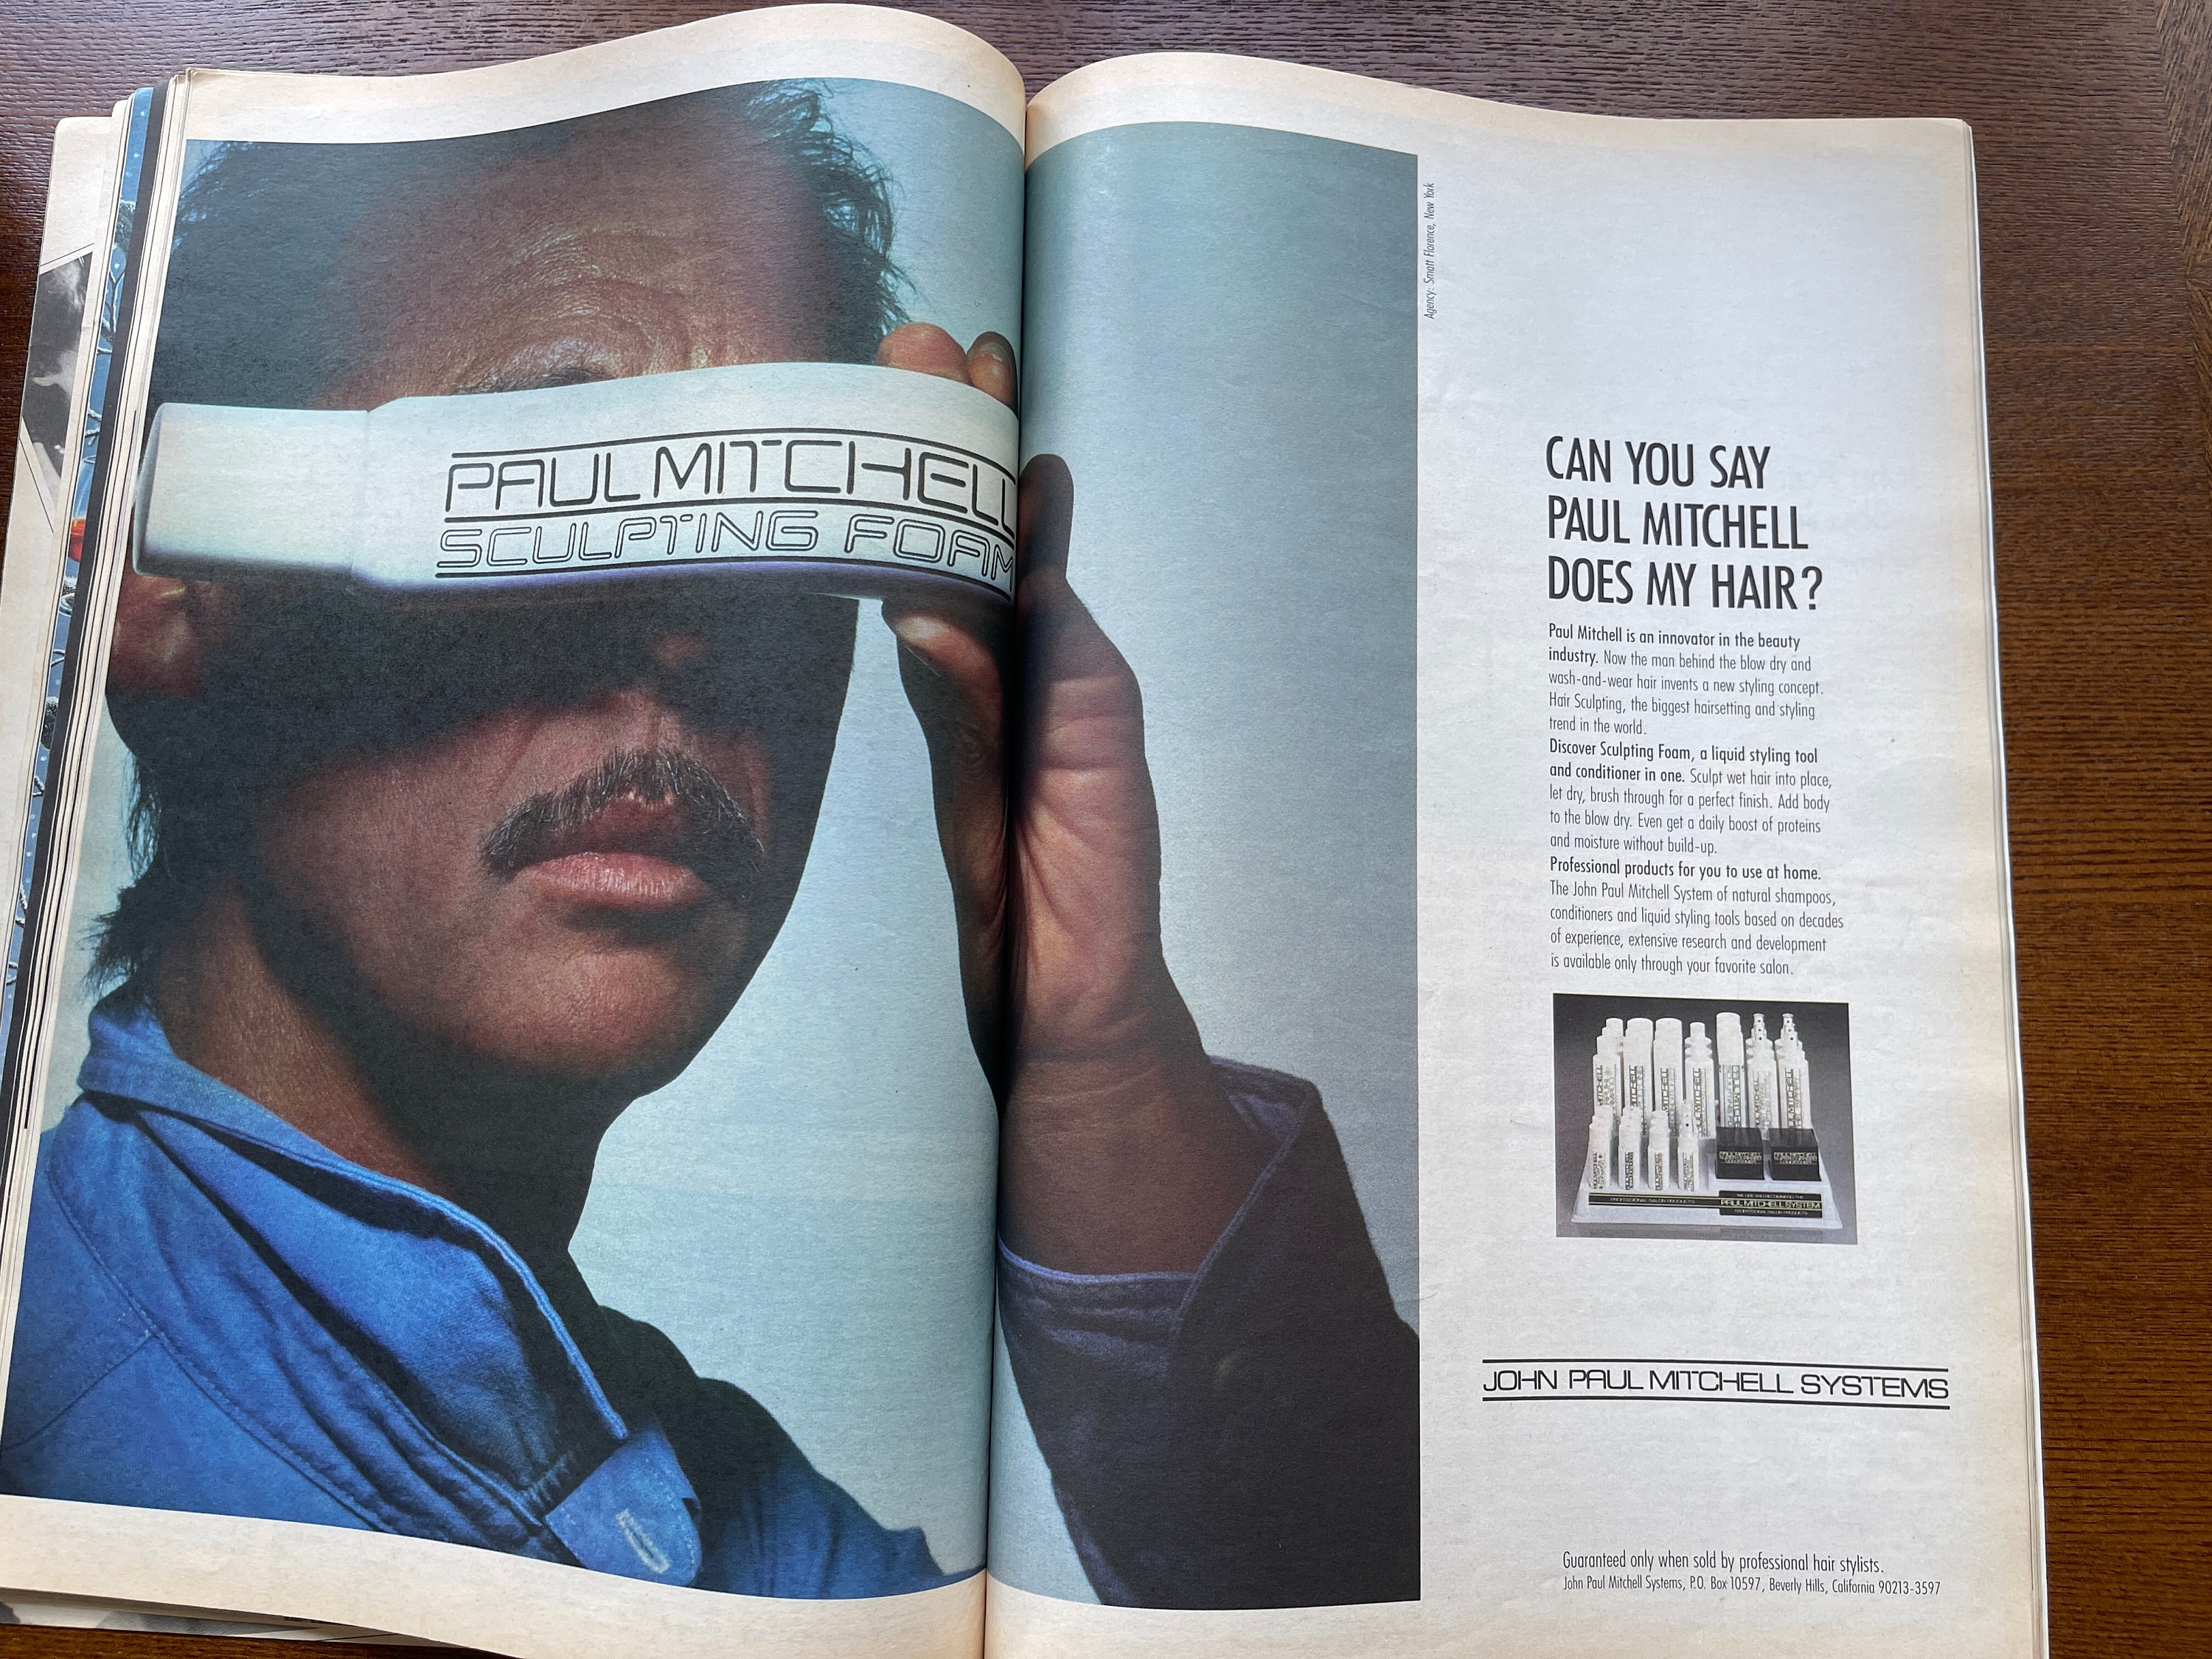 PAUL MITCHELL
SCULPTING FOAM
Agency: Smatt Florence, New York
CAN YOU SAY
PAUL MITCHELL
DOES MY HAIR?
Paul Mitchell is an innovator in the beauty
industry. Now the man behind the blow dry and
wash-and-wear hair invents a new styling concept.
Hair Sculpting, the biggest hairsetting and styling
trend in the world.
Discover Sculpting Foam, a liquid styling tool
and conditioner in one. Sculpt wet hair into place,
let dry, brush through for a perfect finish. Add body
to the blow dry. Even get a daily boost of proteins
and moisture without build-up.
Professional products for you to use at home.
The John Paul Mitchell System of natural shampoos,
conditioners and liquid styling tools based on decades
of experience, extensive research and development
is available only through your favorite salon.
PROFESSIONAL SALON PRODUCTS
PAUL MITCHELL SYSTEM
PROFESSIONAL SALON PRODUCTS
JOHN PAUL MITCHELL SYSTEMS
Guaranteed only when sold by professional hair stylists.
John Paul Mitchell Systems, P.O. Box 10597, Beverly Hills, California 90213-3597